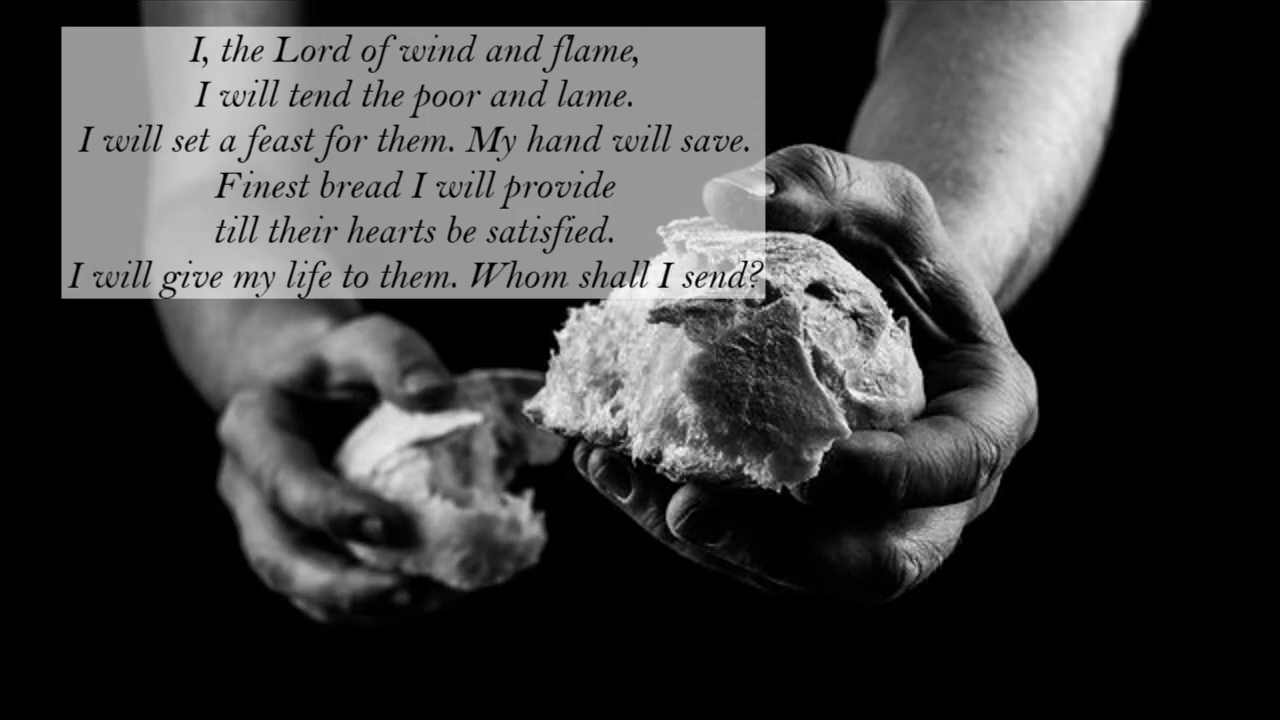 I, the Lord of wind and flame,
I will tend the poor and lame.
I will set a feast for them. My hand will save.
Finest bread I will provide
till their hearts be satisfied.
I will give my life to them. Whom shall I send?